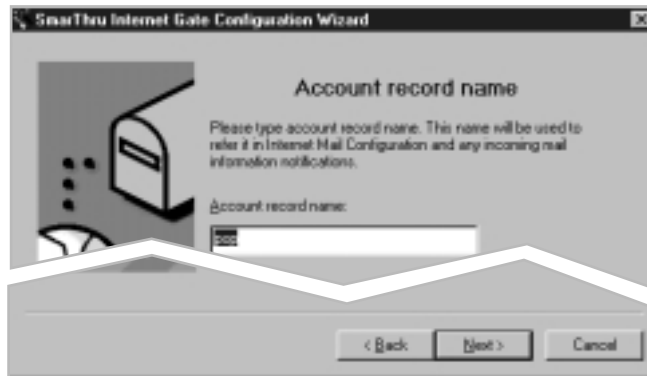 SmarThru Internet Gate Configuration Wizard
Account record name
Please type account record name. This name will be used to
refer it in Internet Mail Configuration and any incoming mail
information notifications.
Account record name:
< Back
Next >
Cancel